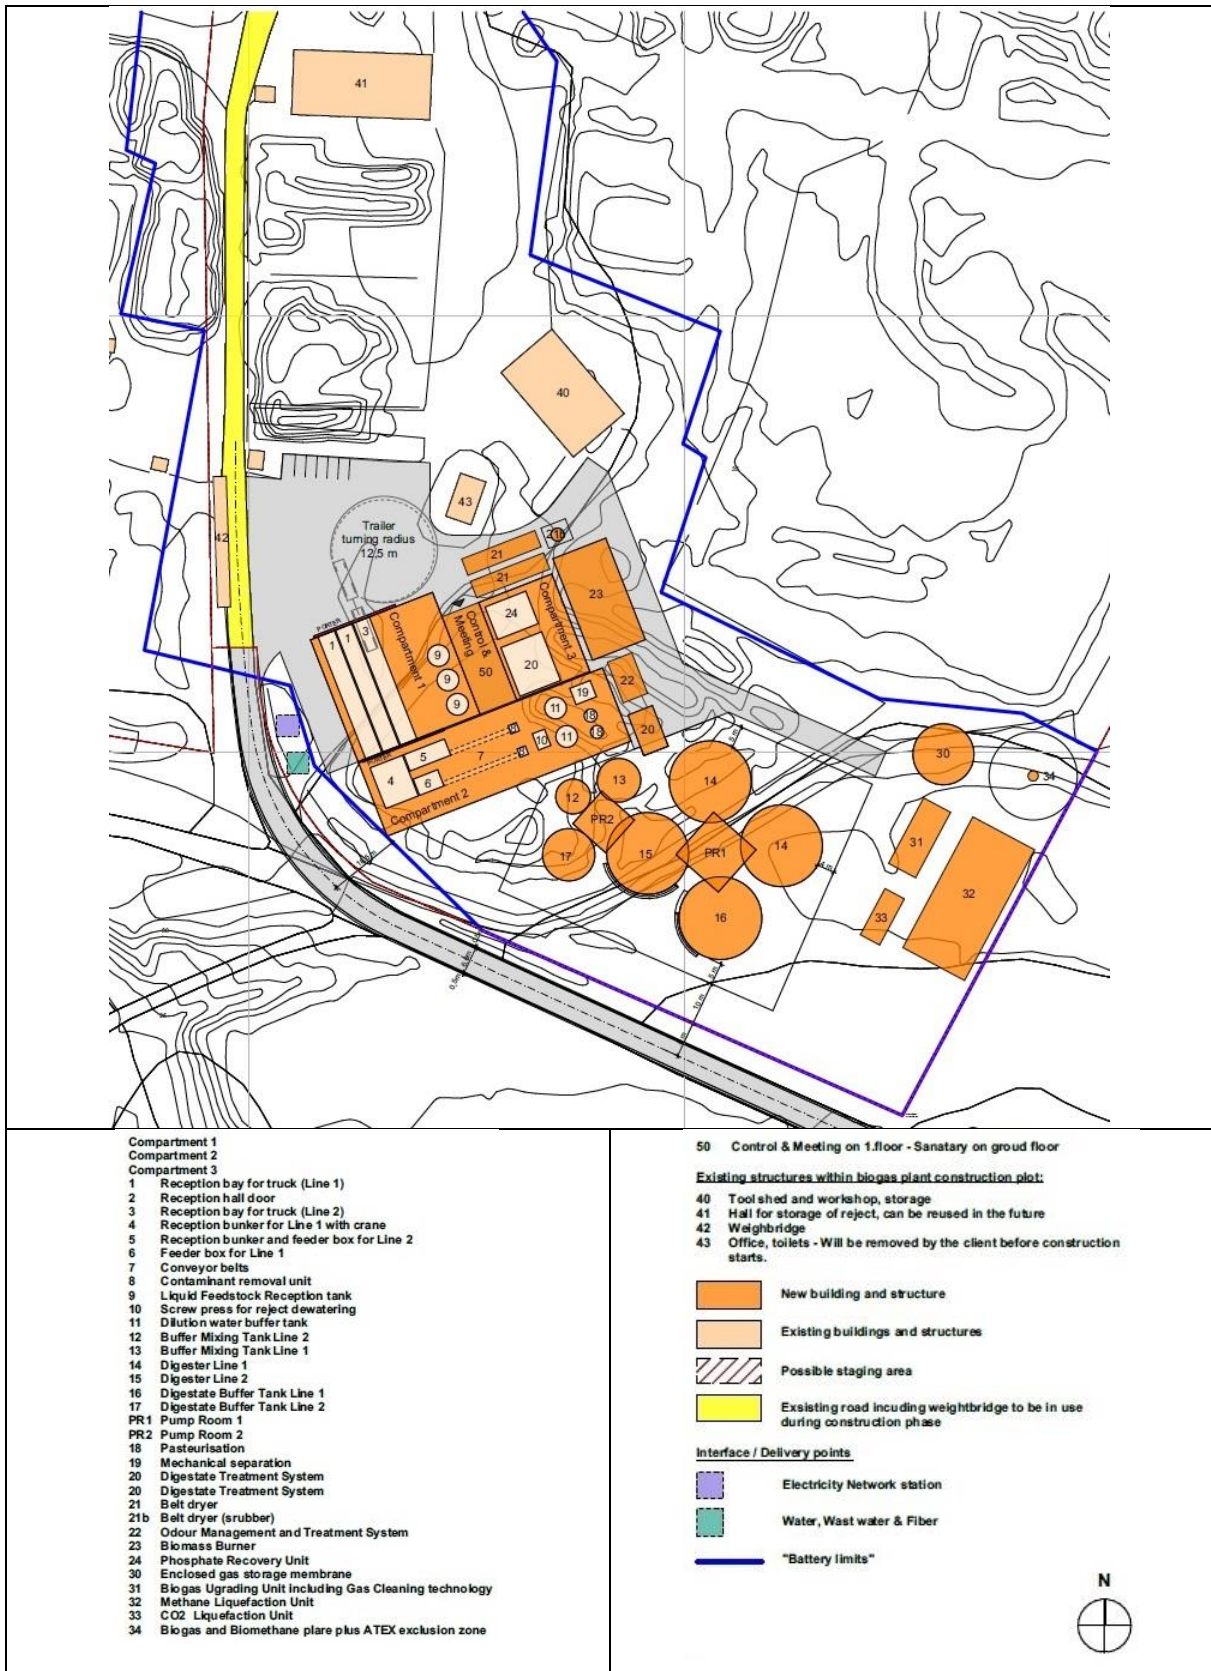 41
40
43
42
Trailer
turning radius
12.5 m
21
21
23
24
Compartment 3
Control &
Meeting
50
20
Compartment 1
PORTER
1
1
3
9
9
9
22
19
11
18
18
20
11
10
8
8
7
5
4
6
Compartment 2
5 m
30
34
14
13
12
PR2
17
15
PR1
14
4 m
31
32
33
16
5 m
10 m
Compartment 1
Compartment 2
Compartment 3
1 Reception bay for truck (Line 1)
2 Reception hall door
3 Reception bay for truck (Line 2)
4 Reception bunker for Line 1 with crane
5 Reception bunker and feeder box for Line 2
6 Feeder box for Line 1
7 Conveyor belts
8 Contaminant removal unit
9 Liquid Feedstock Reception tank
10 Screw press for reject dewatering
11 Dilution water buffer tank
12 Buffer Mixing Tank Line 2
13 Buffer Mixing Tank Line 1
14 Digester Line 1
15 Digester Line 2
16 Digestate Buffer Tank Line 1
17 Digestate Buffer Tank Line 2
PR1 Pump Room 1
PR2 Pump Room 2
18 Pasteurisation
19 Mechanical separation
20 Digestate Treatment System
20 Digestate Treatment System
21 Belt dryer
21b Belt dryer (srubber)
22 Odour Management and Treatment System
23 Biomass Burner
24 Phosphate Recovery Unit
30 Enclosed gas storage membrane
31 Biogas Ugrading Unit including Gas Cleaning technology
32 Methane Liquefaction Unit
33 CO2 Liquefaction Unit
34 Biogas and Biomethane plare plus ATEX exclusion zone
50 Control & Meeting on 1.floor - Sanatary on groud floor
Existing structures within biogas plant construction plot:
40 Tool shed and workshop, storage
41 Hall for storage of reject, can be reused in the future
42 Weighbridge
43 Office, toilets - Will be removed by the client before construction
starts.
New building and structure
Existing buildings and structures
Possible staging area
Exsisting road incuding weightbridge to be in use
during construction phase
Interface / Delivery points
Electricity Network station
Water, Wast water & Fiber
"Battery limits"
N